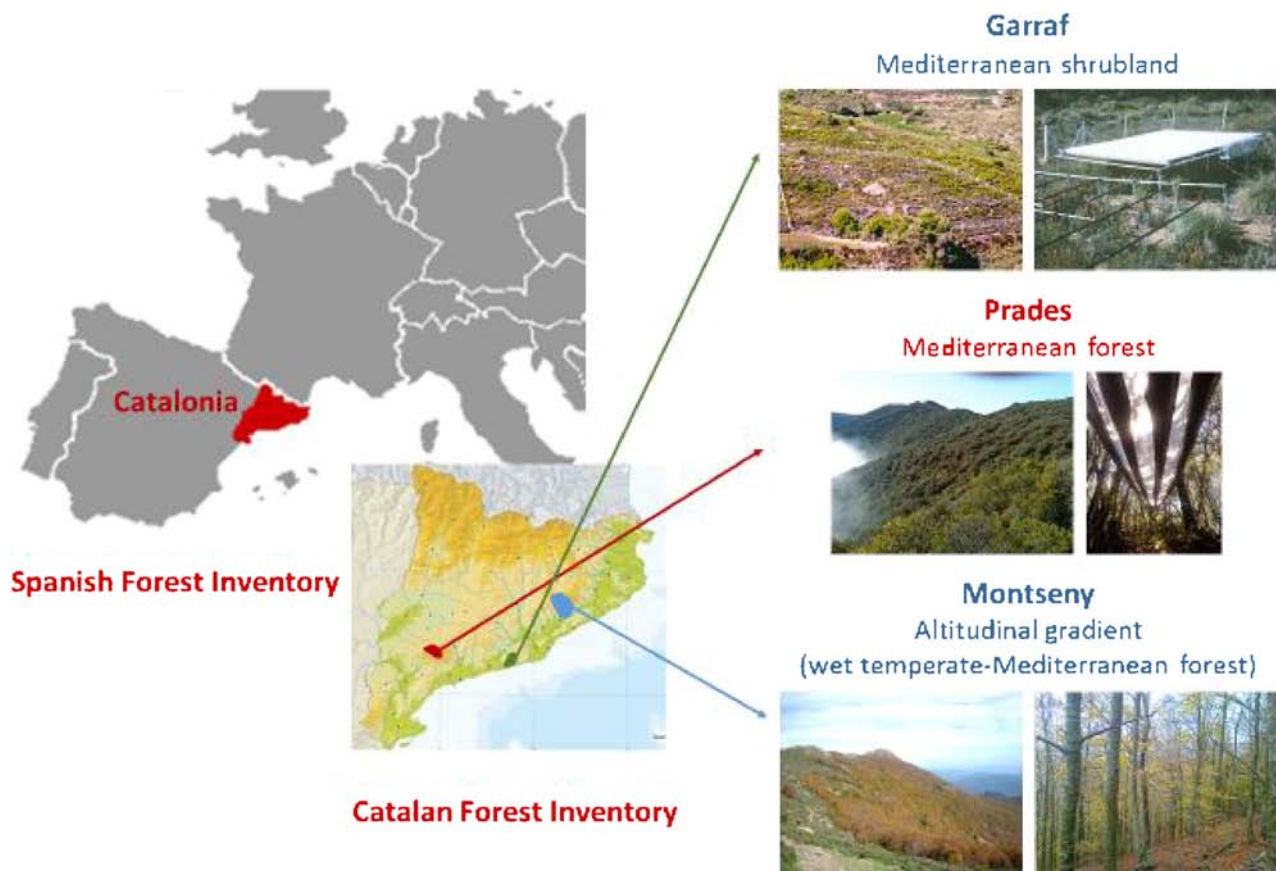 Garraf
Mediterranean shrubland
Prades
Mediterranean forest
Catalonia
Spanish Forest Inventory
Montseny
Altitudinal gradient
(wet temperate-Mediterranean forest)
Catalan Forest Inventory